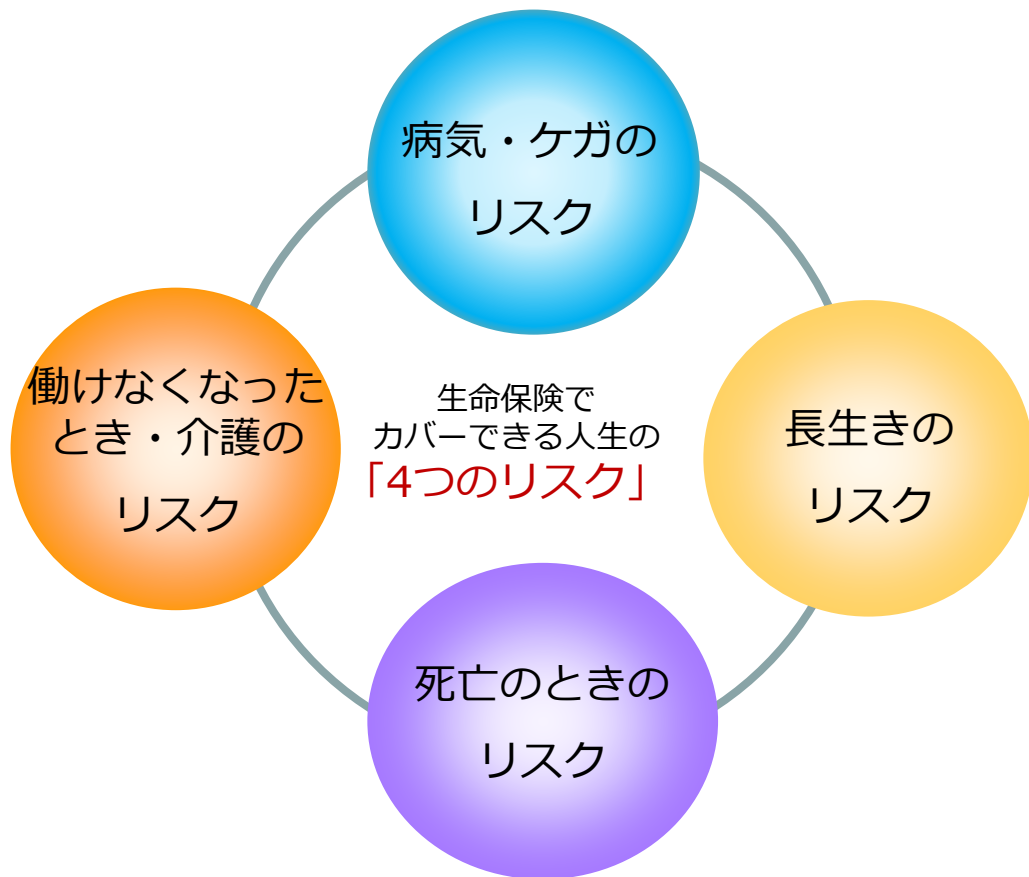 病気・ケガの
リスク
働けなくなった
とき・介護の
リスク
生命保険で
カバーできる人生の
「4つのリスク」
長生きの
リスク
死亡のときの
リスク